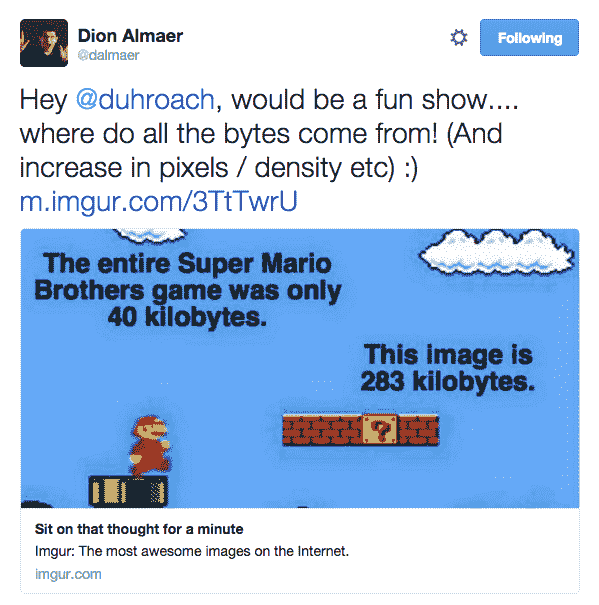 Dion Almaer
@dalmaer
Following
Hey @duhroach, would be a fun show....
where do all the bytes come from! (And
increase in pixels / density etc) :)
m.imgur.com/3TtTwrU
The entire Super Mario
Brothers game was only
40 kilobytes.
This image is
283 kilobytes.
?
Sit on that thought for a minute
Imgur: The most awesome images on the Internet.
imgur.com